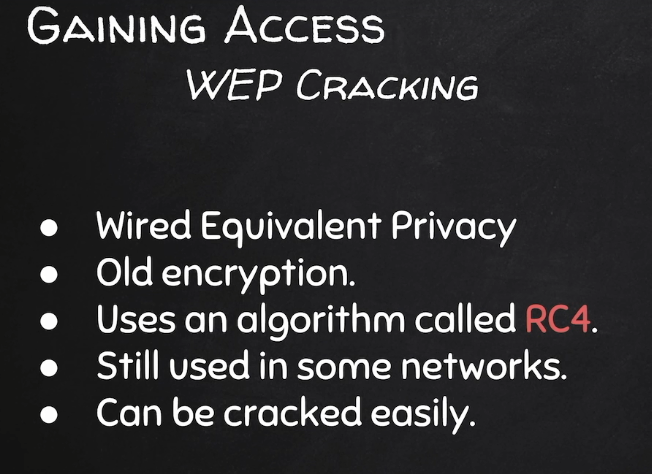 Gaining Access
WEP Cracking
● Wired Equivalent Privacy
● Old encryption.
● Uses an algorithm called RC4.
● Still used in some networks.
● Can be cracked easily.